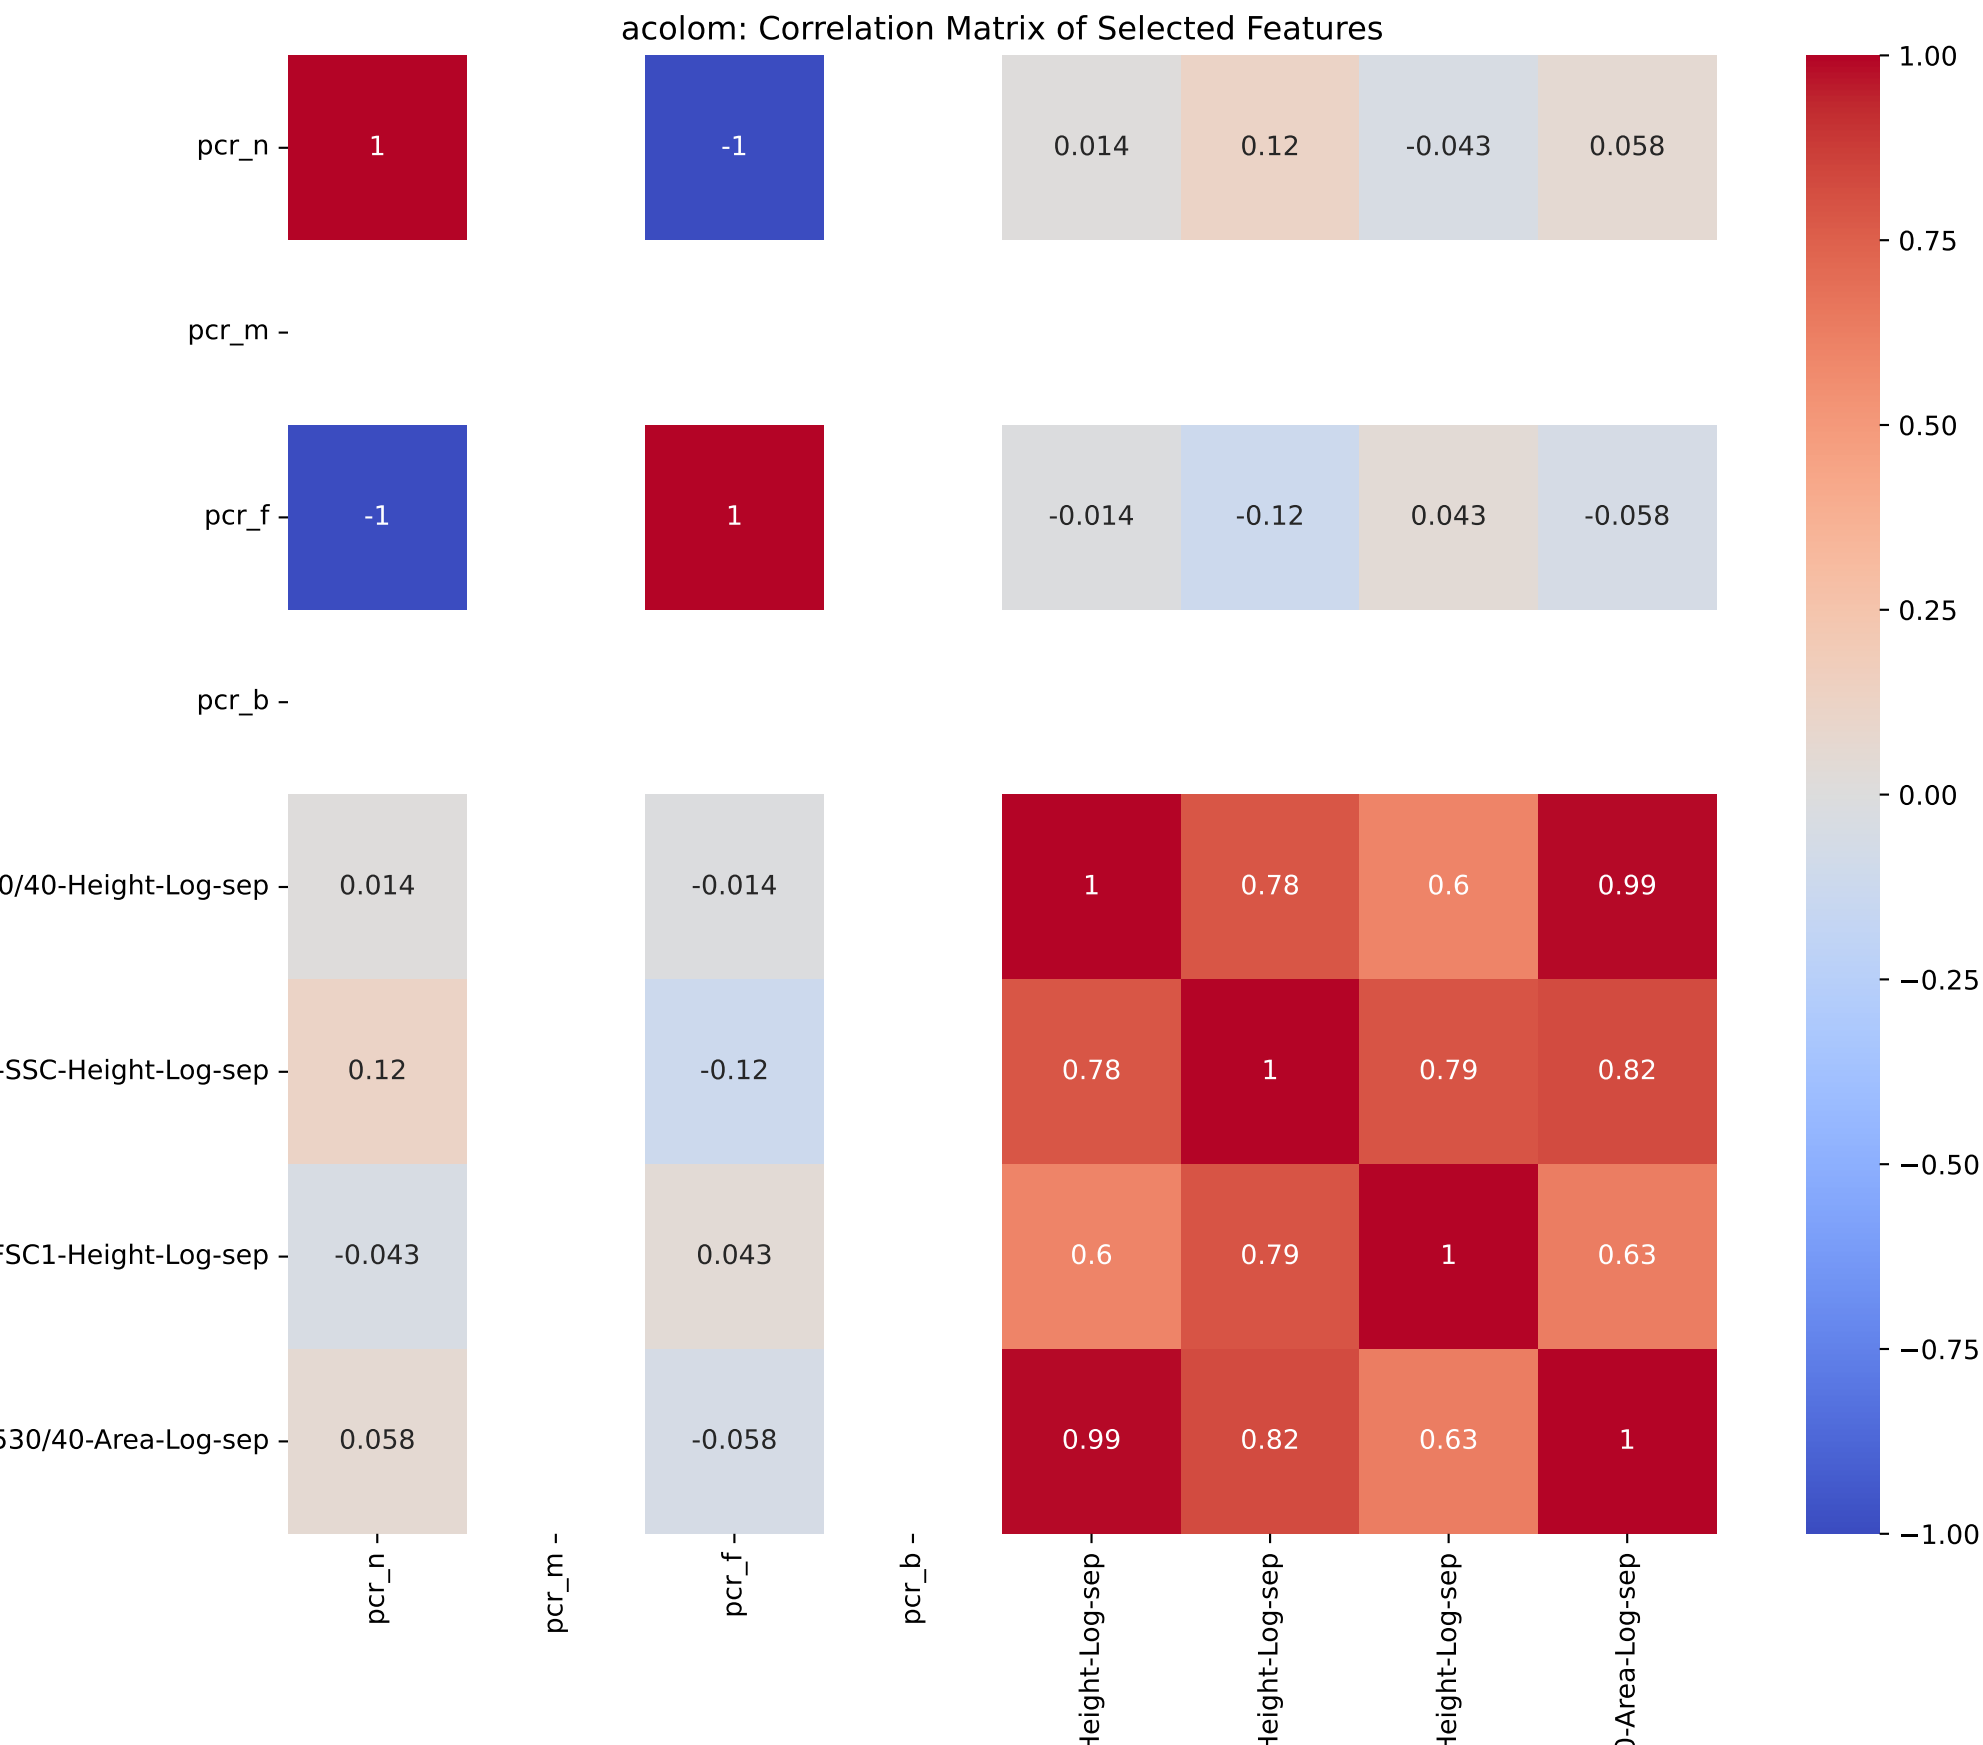 acolom: Correlation Matrix of Selected Features
pcr_n 1 -1 0.014 0.12 -0.043 0.058
pcr_m
pcr_f -1 1 -0.014 -0.12 0.043 -0.058
pcr_b
0/40-Height-Log-sep 0.014 -0.014 1 0.78 0.6 0.99
-SSC-Height-Log-sep 0.12 -0.12 0.78 1 0.79 0.82
FSC1-Height-Log-sep -0.043 0.043 0.6 0.79 1 0.63
530/40-Area-Log-sep 0.058 -0.058 0.99 0.82 0.63 1
pcr_n
pcr_m
pcr_f
pcr_b
Height-Log-sep
Height-Log-sep
Height-Log-sep
0-Area-Log-sep
1.00
0.75
0.50
0.25
0.00
−0.25
−0.50
−0.75
−1.00